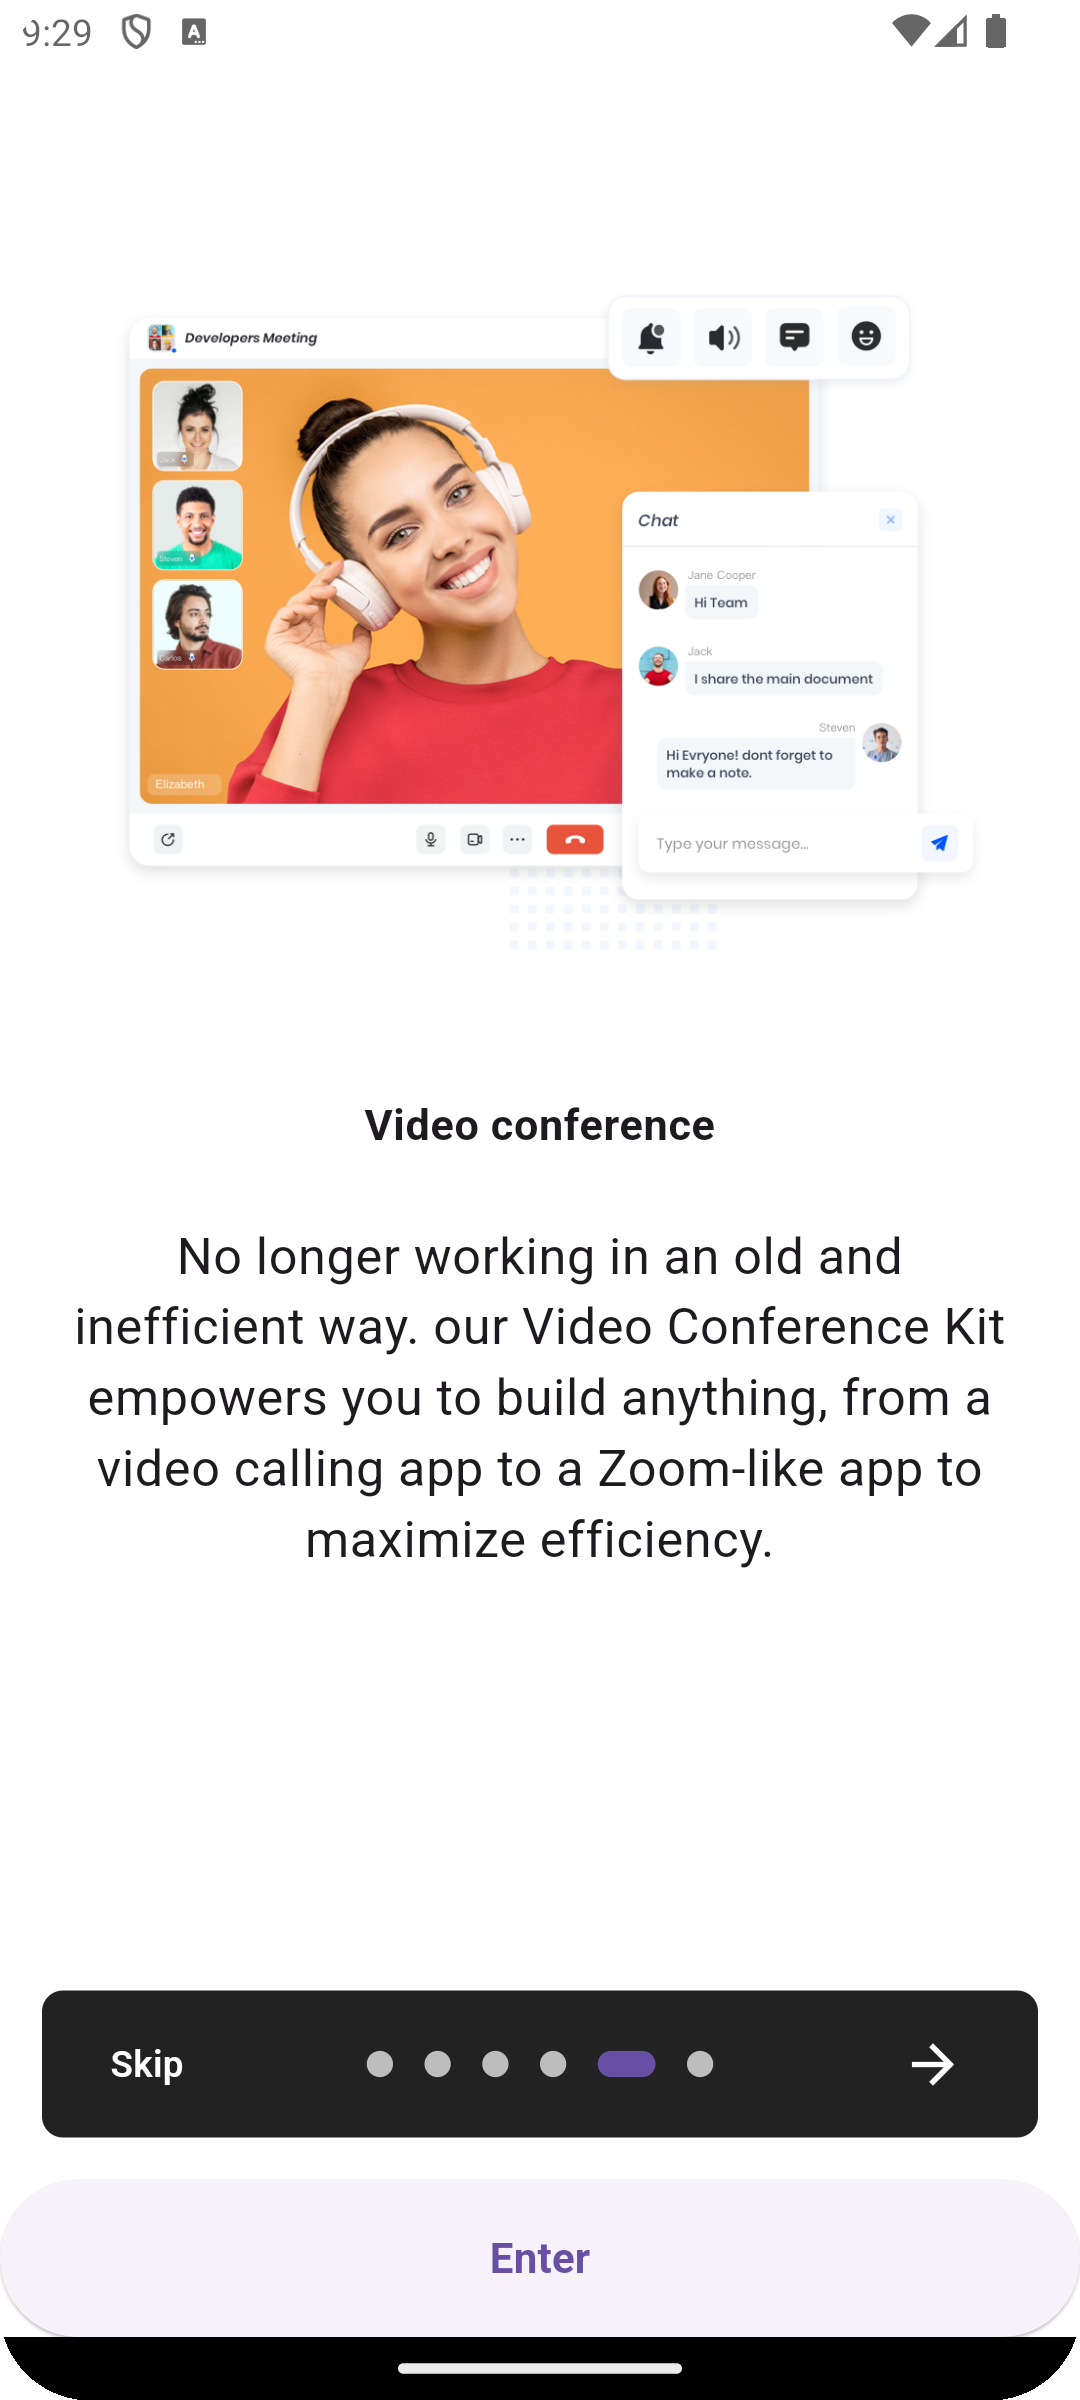 9:29
Developers Meeting
Jack
Steven
Carlos
Elizabeth
Chat
Jane Cooper
Hi Team
Jack
I share the main document
Steven
Hi Evryone! dont forget to
make a note.
Type your message...
Video conference
No longer working in an old and
inefficient way. our Video Conference Kit
empowers you to build anything, from a
video calling app to a Zoom-like app to
maximize efficiency.
Skip
Enter